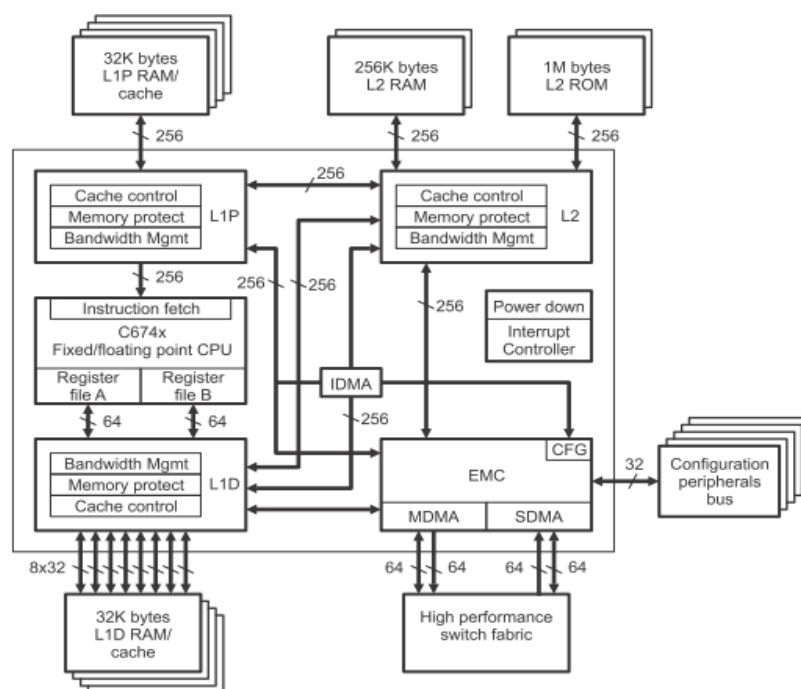 32K bytes
L1P RAM/
cache
256K bytes
L2 RAM
1M bytes
L2 ROM
256
256
256
Cache control
Memory protect
Bandwidth Mgmt
L1P
256
Cache control
Memory protect
Bandwidth Mgmt
L2
256
256
256
256
Instruction fetch
C674x
Fixed/floating point CPU
Register
file A
Register
file B
Power down
Interrupt
Controller
IDMA
64
64
256
Bandwidth Mgmt
Memory protect
Cache control
L1D
CFG
EMC
MDMA
SDMA
32
Configuration
peripherals
bus
8x32
64
64
64
64
32K bytes
L1D RAM/
cache
High performance
switch fabric